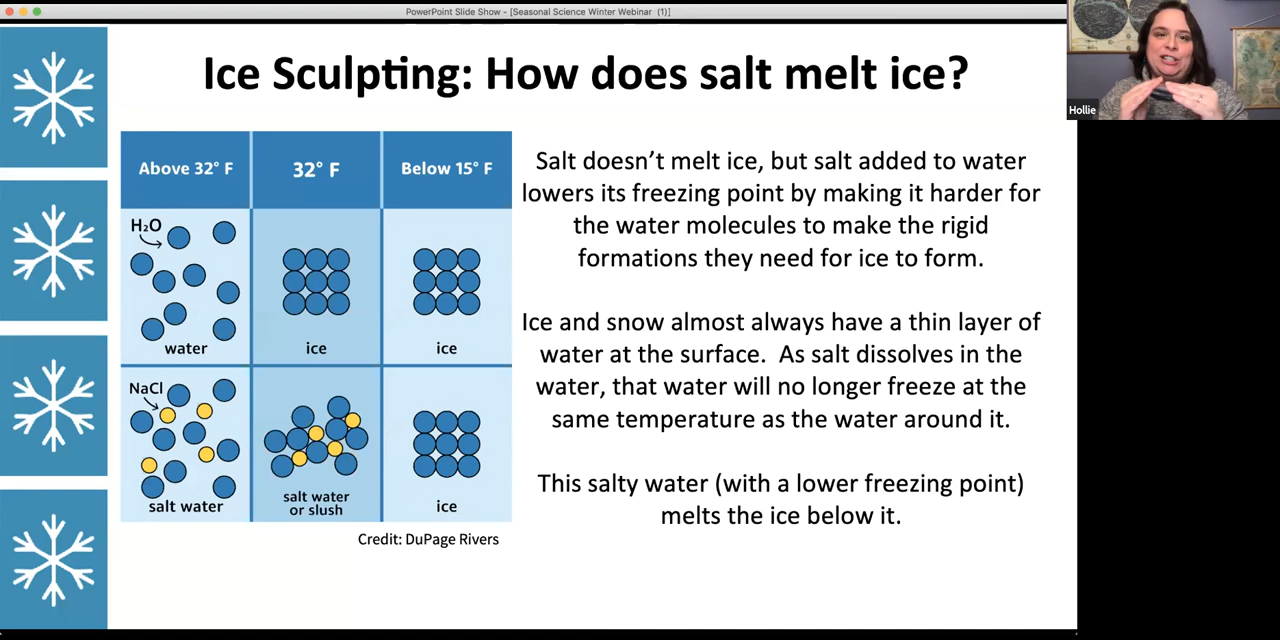 PowerPoint Slide Show - [Seasonal Science Winter Webinar  (1)]
Hollie
Ice Sculpting: How does salt melt ice?
Above 32° F
32° F
Below 15° F
H₂O
water
ice
ice
NaCl
salt water
salt water
or slush
ice
Credit: DuPage Rivers
Salt doesn’t melt ice, but salt added to water
lowers its freezing point by making it harder for
the water molecules to make the rigid
formations they need for ice to form.
Ice and snow almost always have a thin layer of
water at the surface.  As salt dissolves in the
water, that water will no longer freeze at the
same temperature as the water around it.
This salty water (with a lower freezing point)
melts the ice below it.